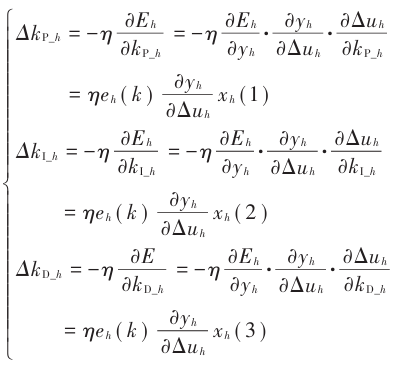 Δk_{P_h} = −η ∂E_h/∂k_{P_h} = −η ∂E_h/∂y_h · ∂y_h/∂Δu_h · ∂Δu_h/∂k_{P_h}
= ηe_h(k) ∂y_h/∂Δu_h x_h(1)
Δk_{I_h} = −η ∂E_h/∂k_{I_h} = −η ∂E_h/∂y_h · ∂y_h/∂Δu_h · ∂Δu_h/∂k_{I_h}
= ηe_h(k) ∂y_h/∂Δu_h x_h(2)
Δk_{D_h} = −η ∂E/∂k_{D_h} = −η ∂E_h/∂y_h · ∂y_h/∂Δu_h · ∂Δu_h/∂k_{D_h}
= ηe_h(k) ∂y_h/∂Δu_h x_h(3)